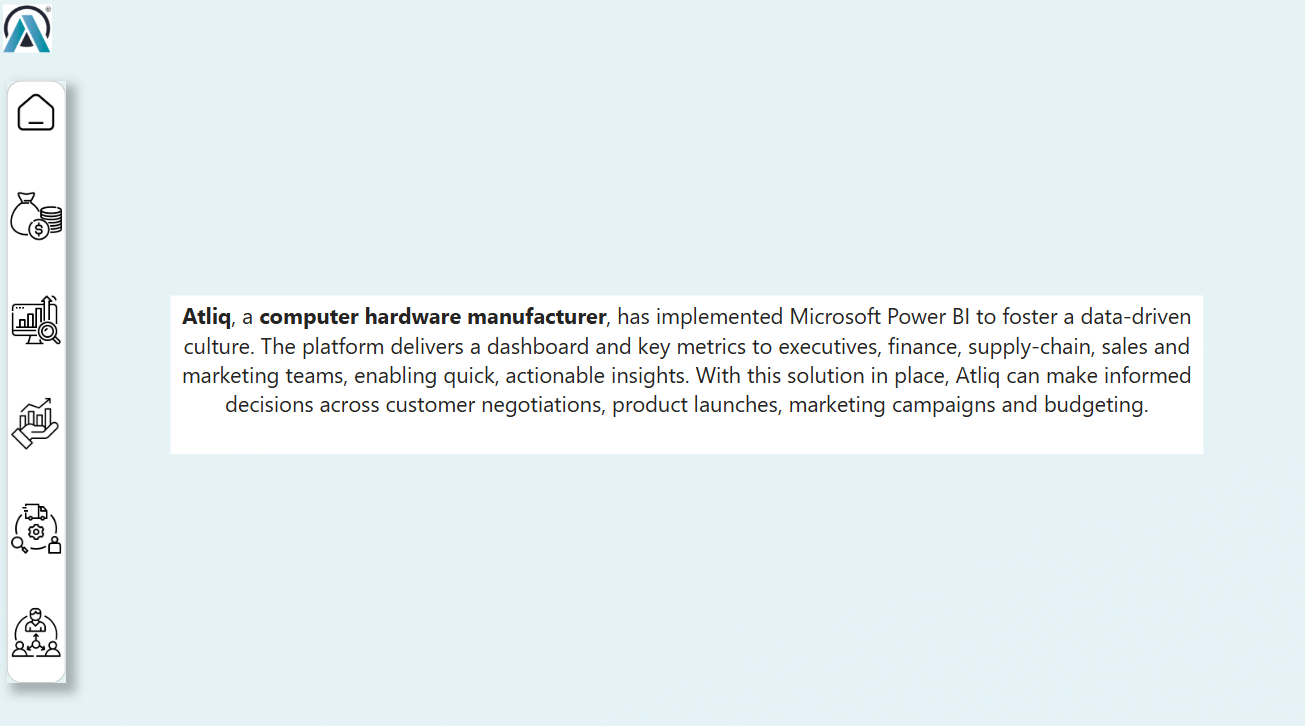 Atliq, a computer hardware manufacturer, has implemented Microsoft Power BI to foster a data-driven
culture. The platform delivers a dashboard and key metrics to executives, finance, supply-chain, sales and
marketing teams, enabling quick, actionable insights. With this solution in place, Atliq can make informed
decisions across customer negotiations, product launches, marketing campaigns and budgeting.